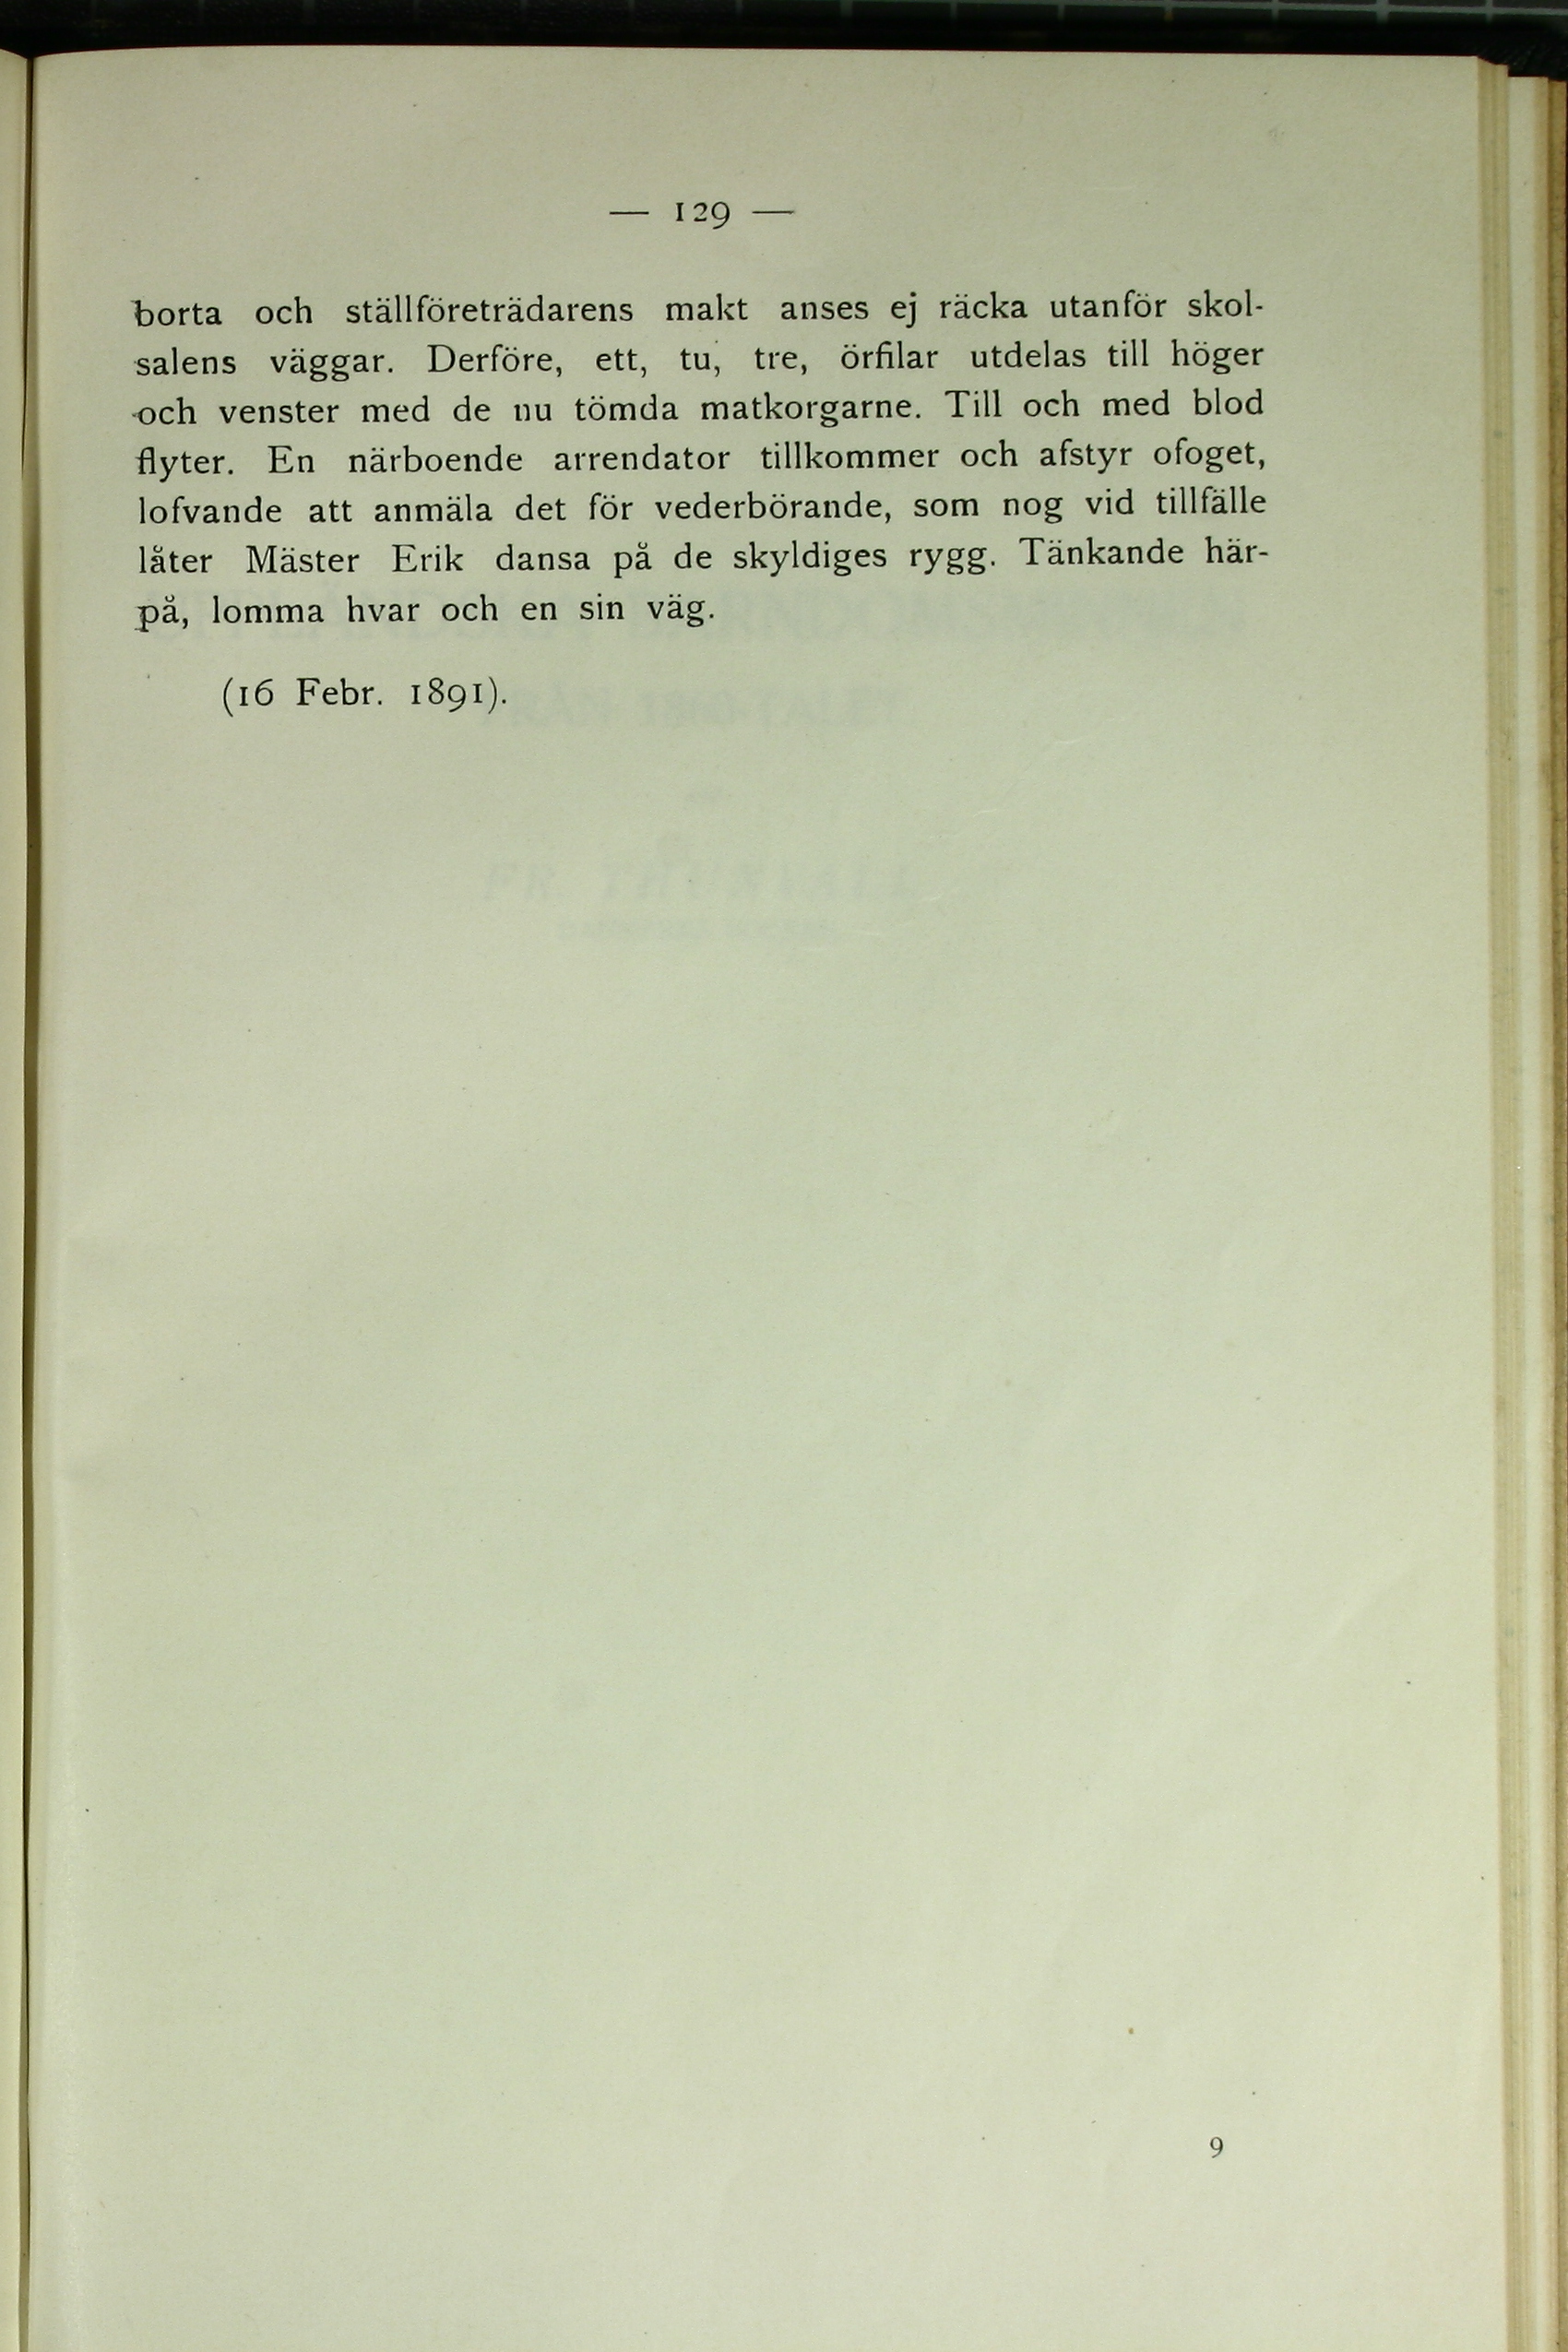 — 129 —
borta och ställföreträdarens makt anses ej räcka utanför skol-
salens väggar. Derföre, ett, tu, tre, örfilar utdelas till höger
och venster med de nu tömda matkorgarne. Till och med blod
flyter. En närboende arrendator tillkommer och afstyr ofoget,
lofvande att anmäla det för vederbörande, som nog vid tillfälle
låter Mäster Erik dansa på de skyldiges rygg. Tänkande här-
på, lomma hvar och en sin väg.
(16 Febr. 1891).
9